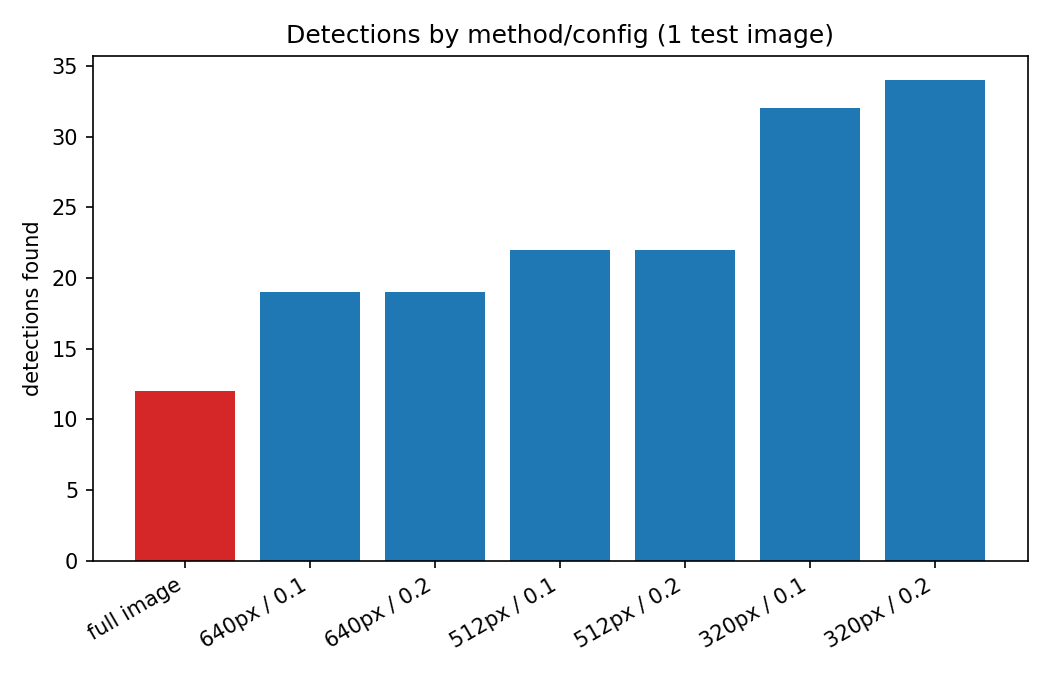 Detections by method/config (1 test image)
detections found
35
30
25
20
15
10
5
0
full image
640px / 0.1
640px / 0.2
512px / 0.1
512px / 0.2
320px / 0.1
320px / 0.2